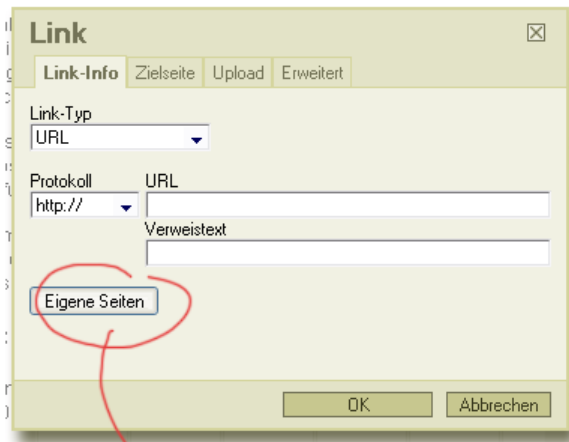 Link
Link-Info Zielseite Upload Erweitert
Link-Typ
URL
Protokoll URL
http://
Verweistext
Eigene Seiten
OK Abbrechen